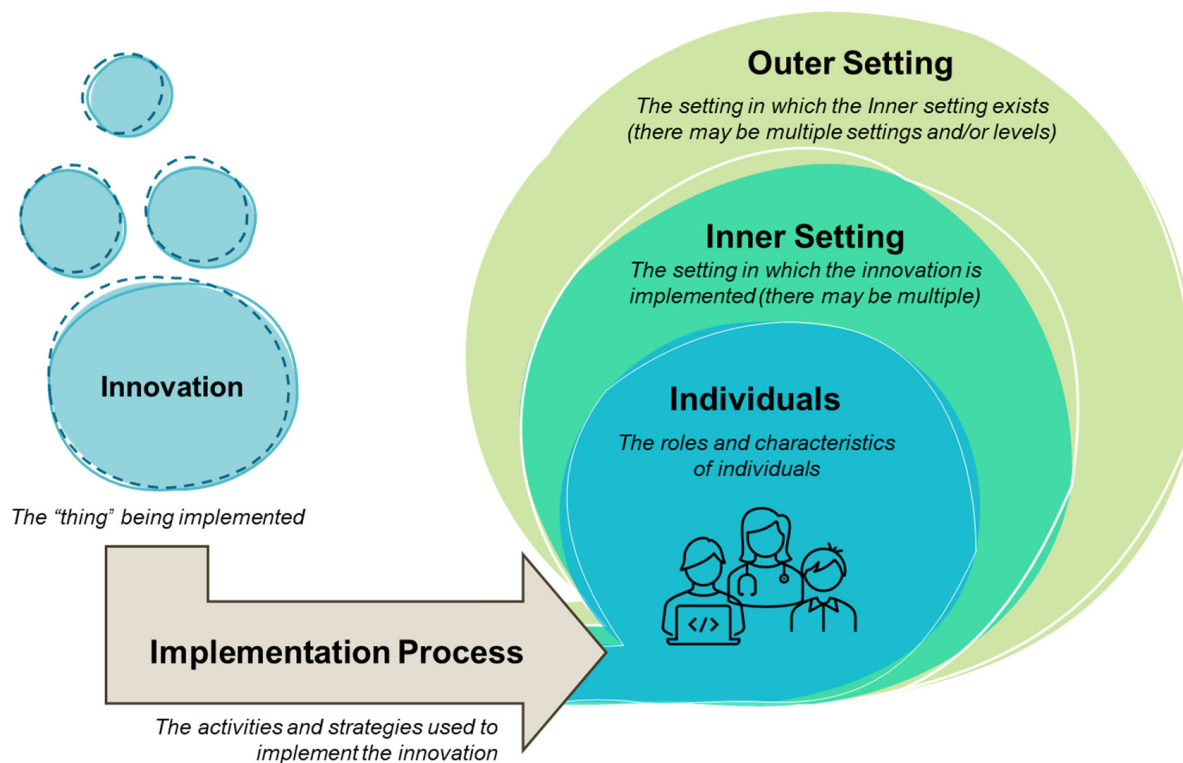 Outer Setting
The setting in which the Inner setting exists
(there may be multiple settings and/or levels)
Inner Setting
The setting in which the innovation is
implemented (there may be multiple)
Innovation
Individuals
The roles and characteristics
of individuals
The “thing” being implemented
</>
Implementation Process
The activities and strategies used to
implement the innovation